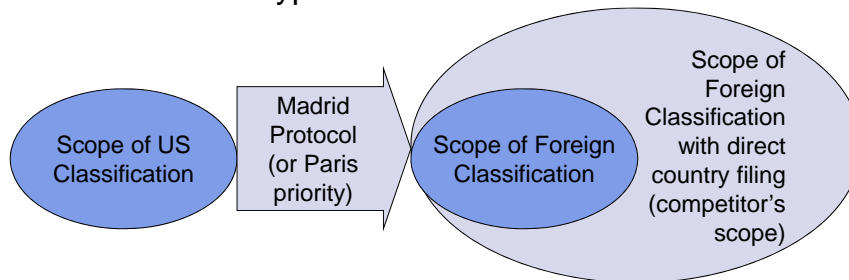 Scope of US
Classification
Madrid
Protocol
(or Paris
priority)
Scope of Foreign
Classification
Scope of
Foreign
Classification
with direct
country filing
(competitor's
scope)